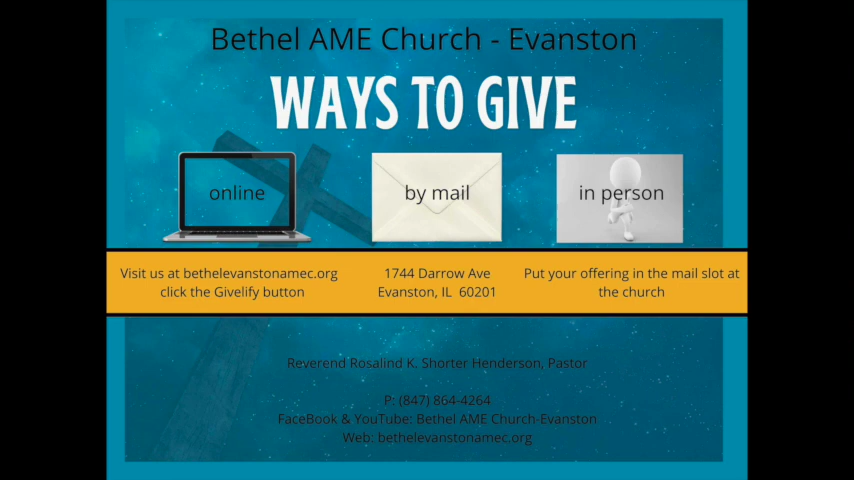 Bethel AME Church - Evanston
WAYS TO GIVE
online
by mail
in person
Visit us at bethelevanstonamec.org
click the Givelify button
1744 Darrow Ave
Evanston, IL 60201
Put your offering in the mail slot at
the church
Reverend Rosalind K. Shorter Henderson, Pastor
P: (847) 864-4264
FaceBook & YouTube: Bethel AME Church-Evanston
Web: bethelevanstonamec.org